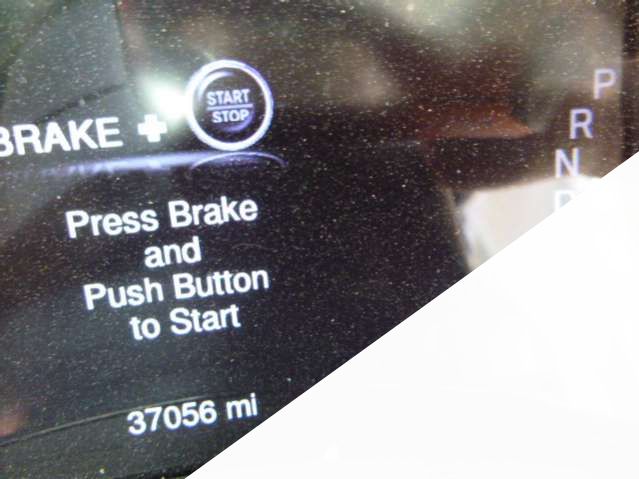 START
STOP
BRAKE +
P
R
N
Press Brake
and
Push Button
to Start
37056 mi